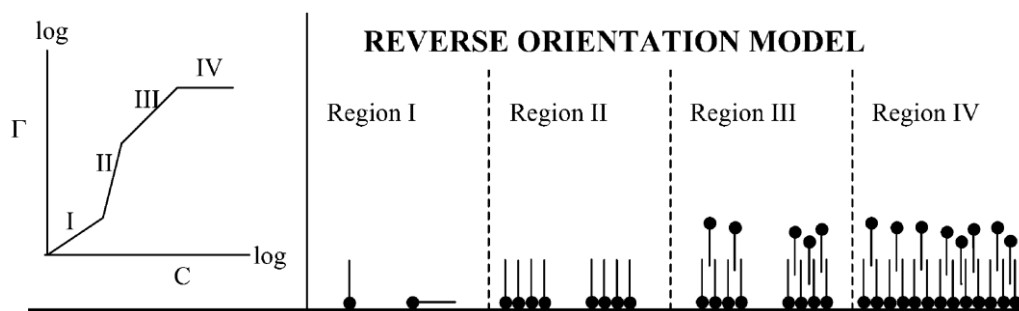 log
Γ
I
II
III
IV
log
C
REVERSE ORIENTATION MODEL
Region I
Region II
Region III
Region IV